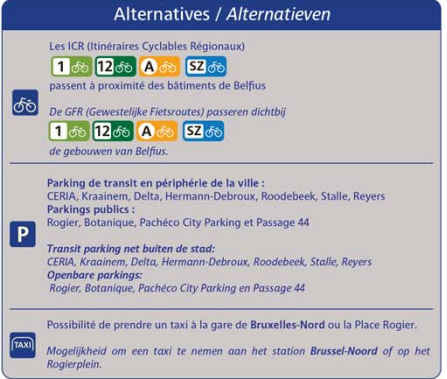 Alternatives / Alternatieven
Les ICR (Itinéraires Cyclables Régionaux)
1 12 A SZ
passent à proximité des bâtiments de Belfius
De GFR (Gewestelijke Fietsroutes) passeren dichtbij
1 12 A SZ
de gebouwen van Belfius.
Parking de transit en périphérie de la ville :
CERIA, Kraainem, Delta, Hermann-Debroux, Roodebeek, Stalle, Reyers
Parkings publics :
Rogier, Botanique, Pachéco City Parking et Passage 44
P
Transit parking net buiten de stad:
CERIA, Kraainem, Delta, Hermann-Debroux, Roodebeek, Stalle, Reyers
Openbare parkings:
Rogier, Botanique, Pachéco City Parking en Passage 44
Possibilité de prendre un taxi à la gare de Bruxelles-Nord ou la Place Rogier.
TAXI
Mogelijkheid om een taxi te nemen aan het station Brussel-Noord of op het
Rogierplein.